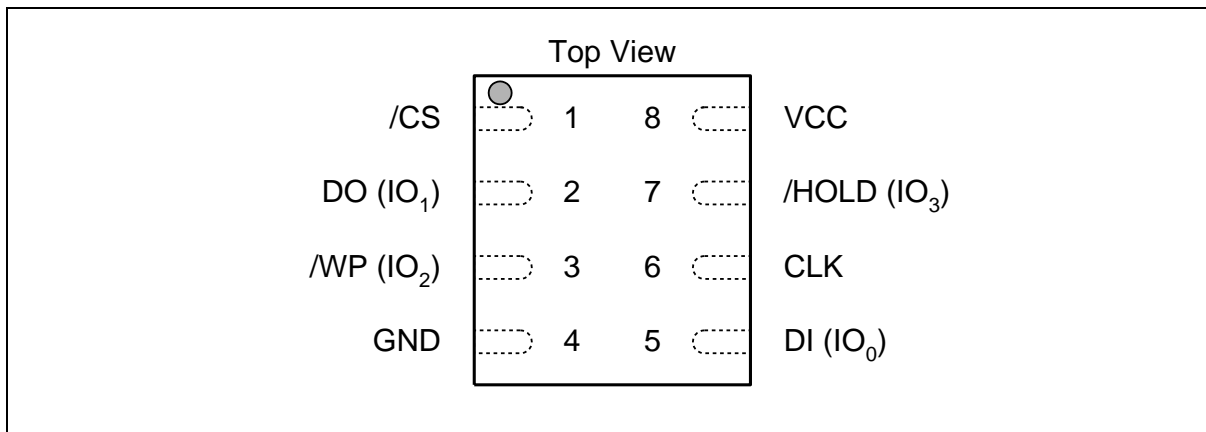 Top View
/CS 1 8 VCC
DO (IO₁) 2 7 /HOLD (IO₃)
/WP (IO₂) 3 6 CLK
GND 4 5 DI (IO₀)